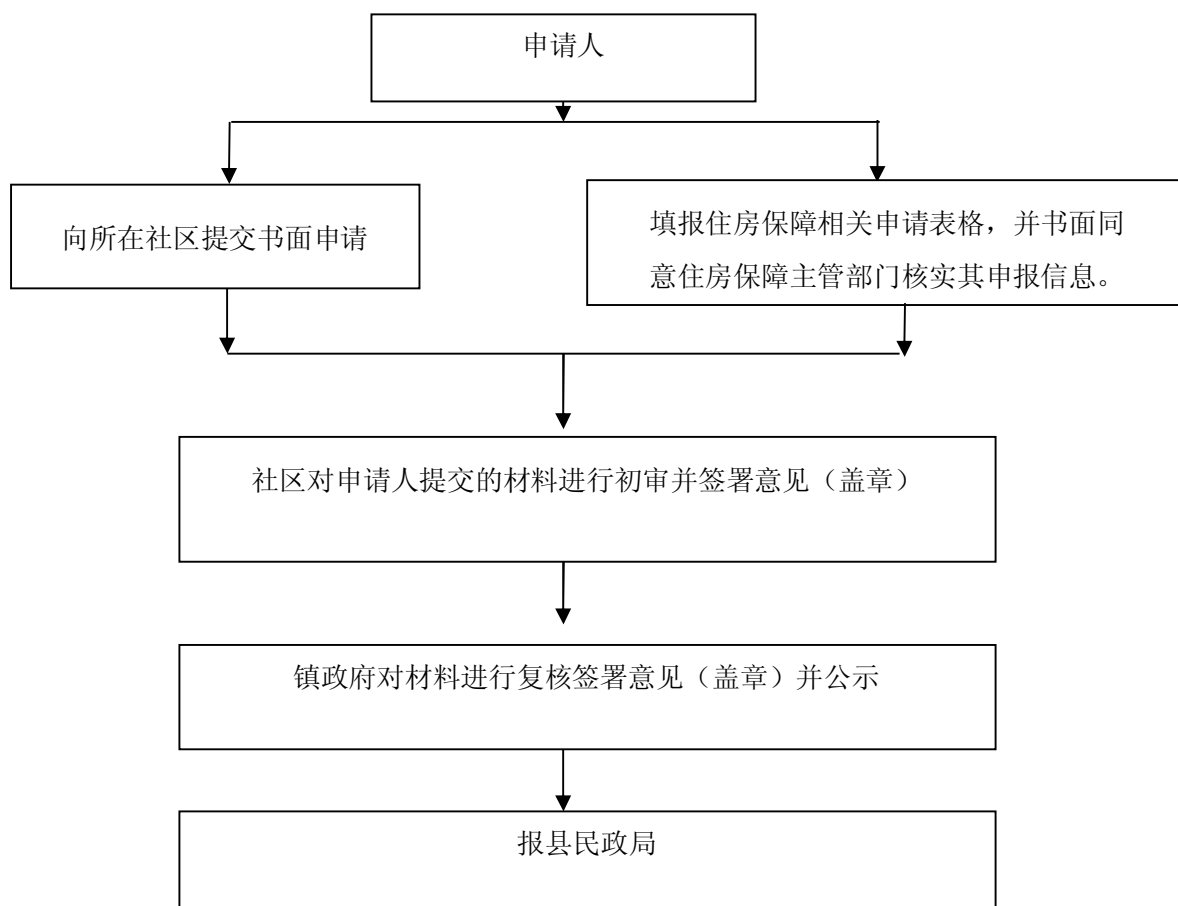 申请人
向所在社区提交书面申请
填报住房保障相关申请表格，并书面同
意住房保障主管部门核实其申报信息。
社区对申请人提交的材料进行初审并签署意见（盖章）
镇政府对材料进行复核签署意见（盖章）并公示
报县民政局